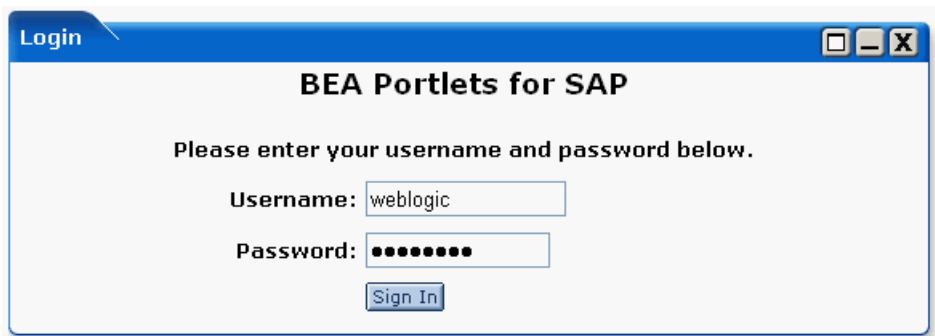 Login
BEA Portlets for SAP
Please enter your username and password below.
Username: weblogic
Password: ●●●●●●●●
Sign In